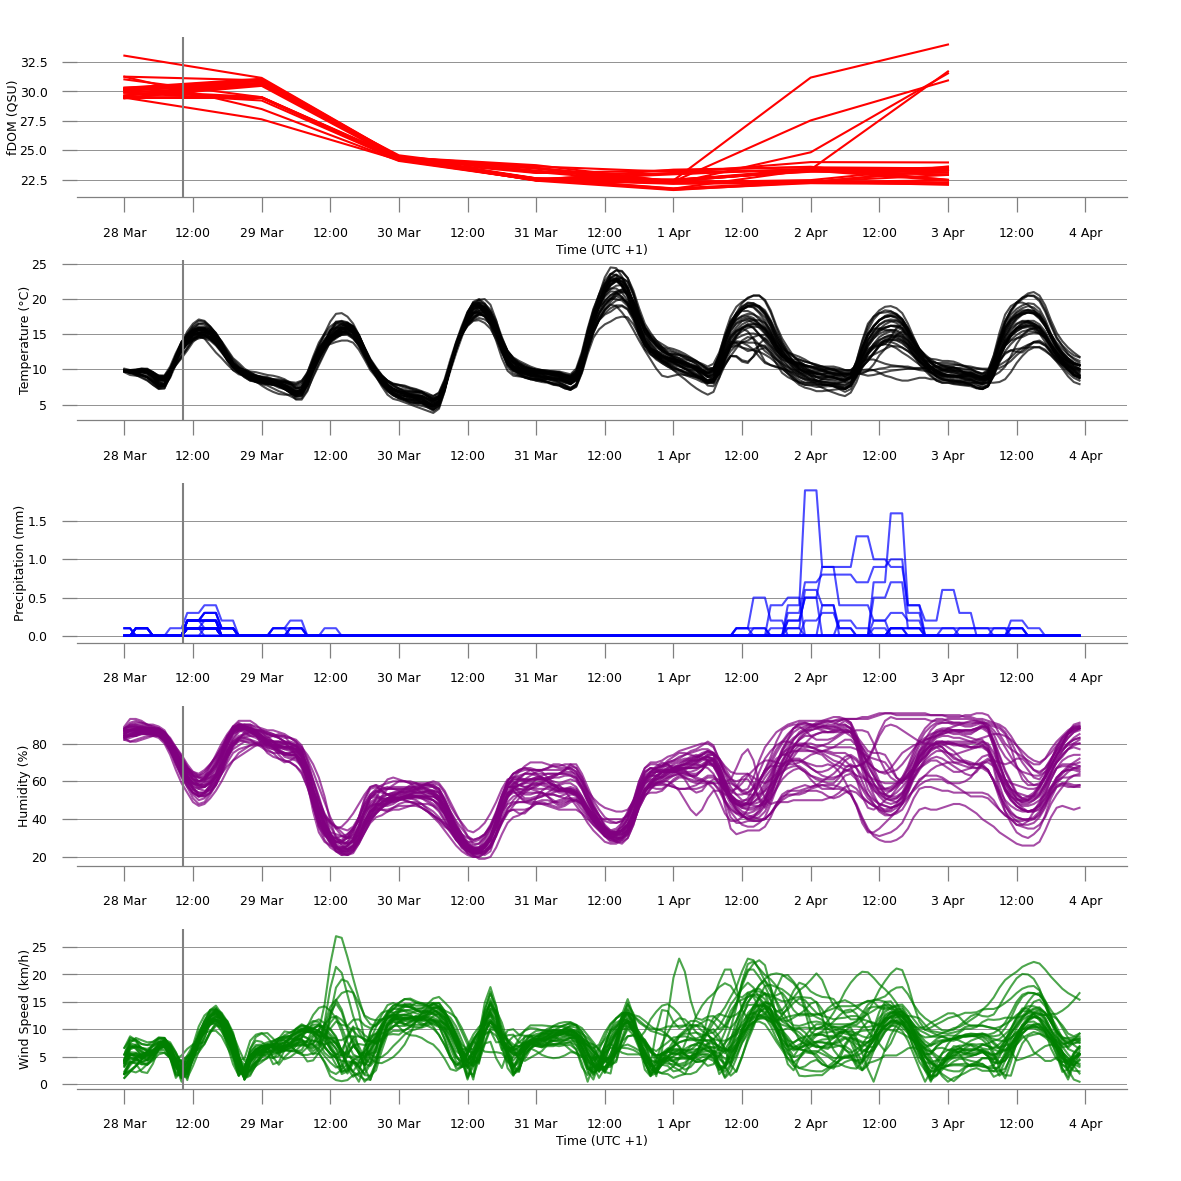 32.5
30.0
27.5
25.0
22.5
fDOM (QSU)
28 Mar 12:00 29 Mar 12:00 30 Mar 12:00 31 Mar 12:00 1 Apr 12:00 2 Apr 12:00 3 Apr 12:00 4 Apr
Time (UTC +1)
25
20
15
10
5
Temperature (°C)
28 Mar 12:00 29 Mar 12:00 30 Mar 12:00 31 Mar 12:00 1 Apr 12:00 2 Apr 12:00 3 Apr 12:00 4 Apr
1.5
1.0
0.5
0.0
Precipitation (mm)
28 Mar 12:00 29 Mar 12:00 30 Mar 12:00 31 Mar 12:00 1 Apr 12:00 2 Apr 12:00 3 Apr 12:00 4 Apr
80
60
40
20
Humidity (%)
28 Mar 12:00 29 Mar 12:00 30 Mar 12:00 31 Mar 12:00 1 Apr 12:00 2 Apr 12:00 3 Apr 12:00 4 Apr
25
20
15
10
5
0
Wind Speed (km/h)
28 Mar 12:00 29 Mar 12:00 30 Mar 12:00 31 Mar 12:00 1 Apr 12:00 2 Apr 12:00 3 Apr 12:00 4 Apr
Time (UTC +1)